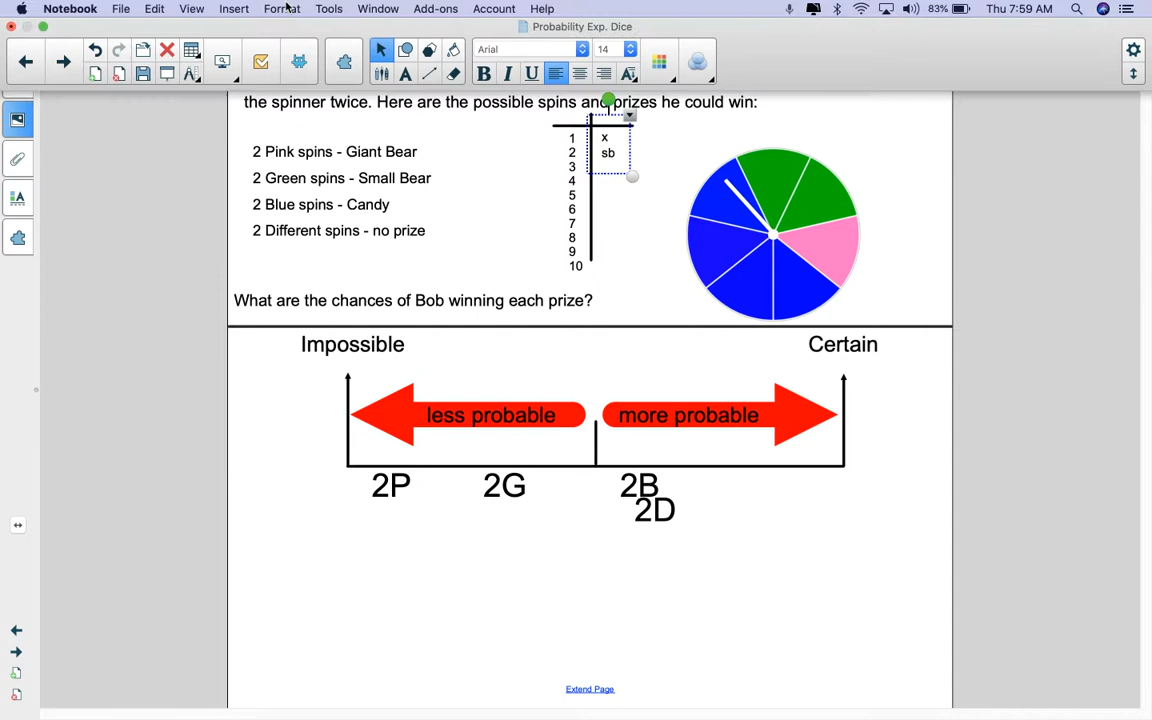 Notebook File Edit View Insert Format Tools Window Add-ons Account Help 83% Thu 7:59 AM
Probability Exp. Dice
Arial 14
B I U A
the spinner twice. Here are the possible spins and prizes he could win:
2 Pink spins - Giant Bear
2 Green spins - Small Bear
2 Blue spins - Candy
2 Different spins - no prize
1 x
2 sb
3
4
5
6
7
8
9
10
What are the chances of Bob winning each prize?
Impossible Certain
less probable more probable
2P 2G 2B
2D
Extend Page